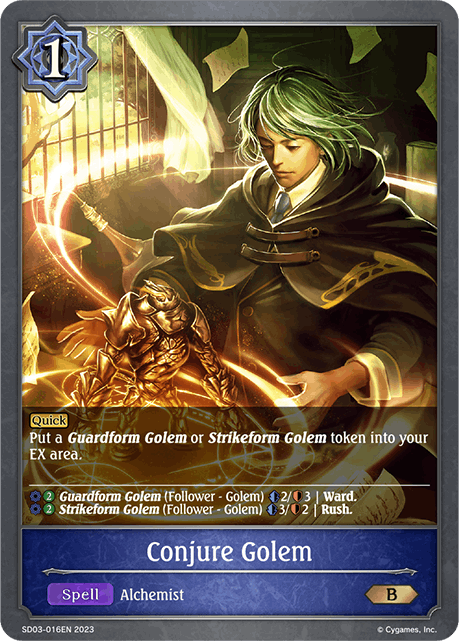 1
Quick
Put a Guardform Golem or Strikeform Golem token into your
EX area.
2 Guardform Golem (Follower - Golem) 2/3 | Ward.
2 Strikeform Golem (Follower - Golem) 3/2 | Rush.
Conjure Golem
Spell Alchemist B
SD03-016EN 2023 © Cygames, Inc.